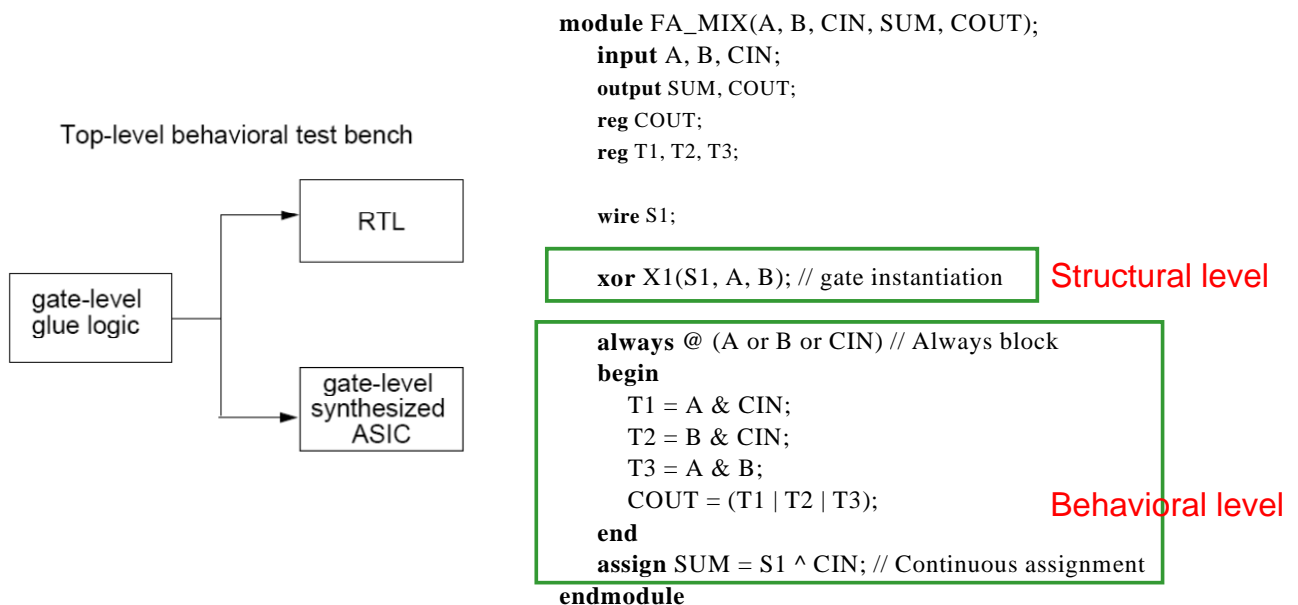 Top-level behavioral test bench
gate-level
glue logic
RTL
gate-level
synthesized
ASIC
module FA_MIX(A, B, CIN, SUM, COUT);
input A, B, CIN;
output SUM, COUT;
reg COUT;
reg T1, T2, T3;
wire S1;
xor X1(S1, A, B); // gate instantiation
Structural level
always @ (A or B or CIN) // Always block
begin
T1 = A & CIN;
T2 = B & CIN;
T3 = A & B;
COUT = (T1 | T2 | T3);
Behavioral level
end
assign SUM = S1 ^ CIN; // Continuous assignment
endmodule